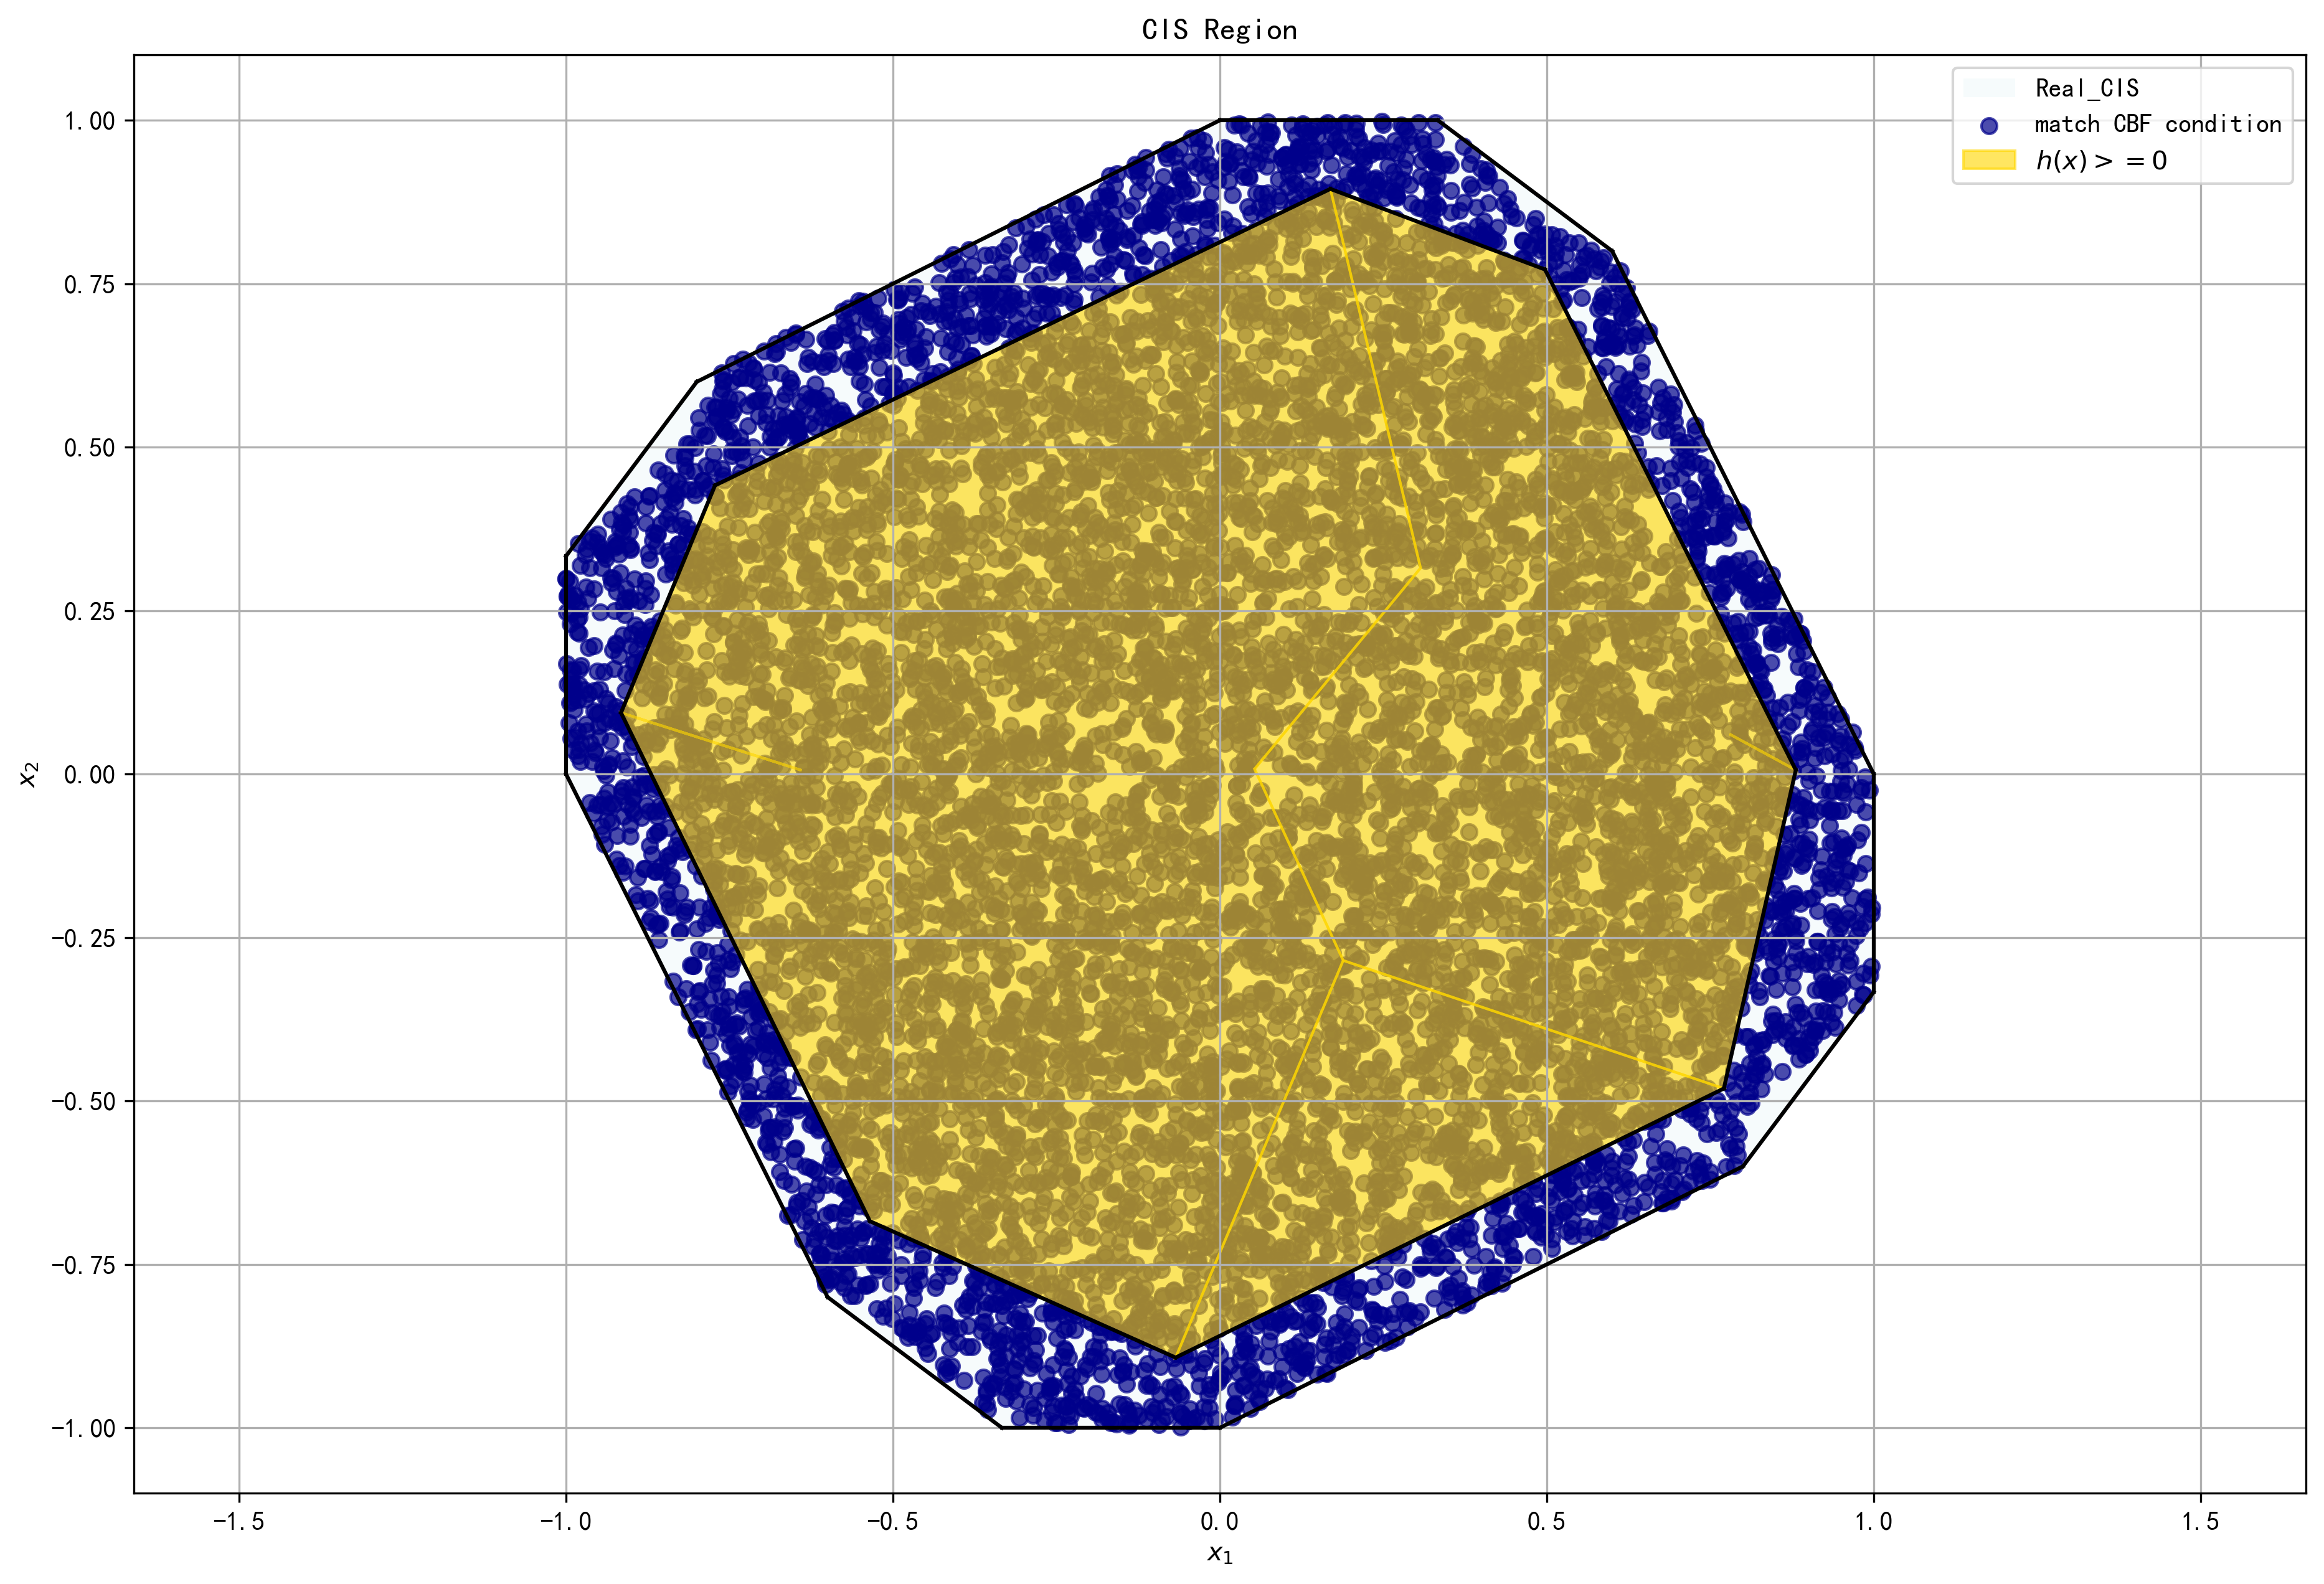 CIS Region
Real_CIS
match CBF condition
h(x) >= 0
1.00
0.75
0.50
0.25
0.00
−0.25
−0.50
−0.75
−1.00
x₂
−1.5 −1.0 −0.5 0.0 0.5 1.0 1.5
x₁